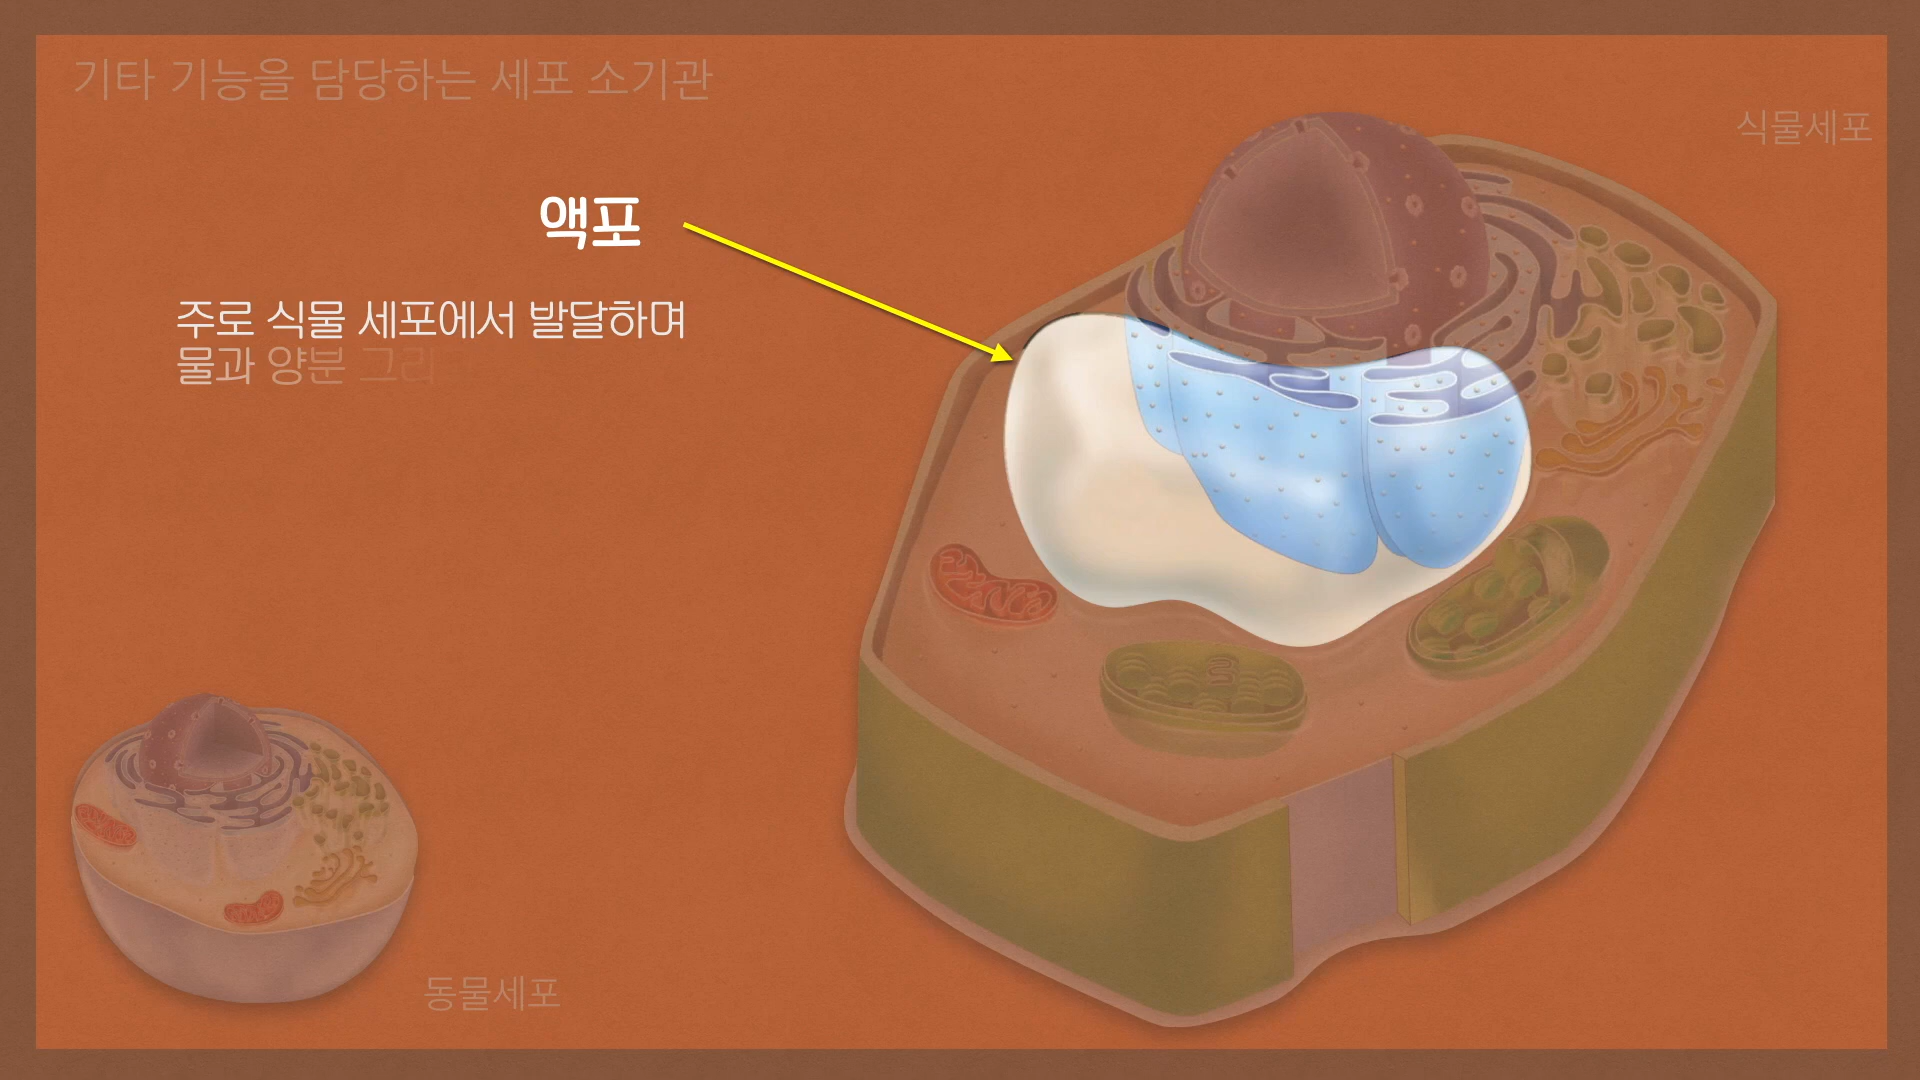 기타 기능을 담당하는 세포 소기관
식물세포
액포
주로 식물 세포에서 발달하며
물과 양분 그리
동물세포